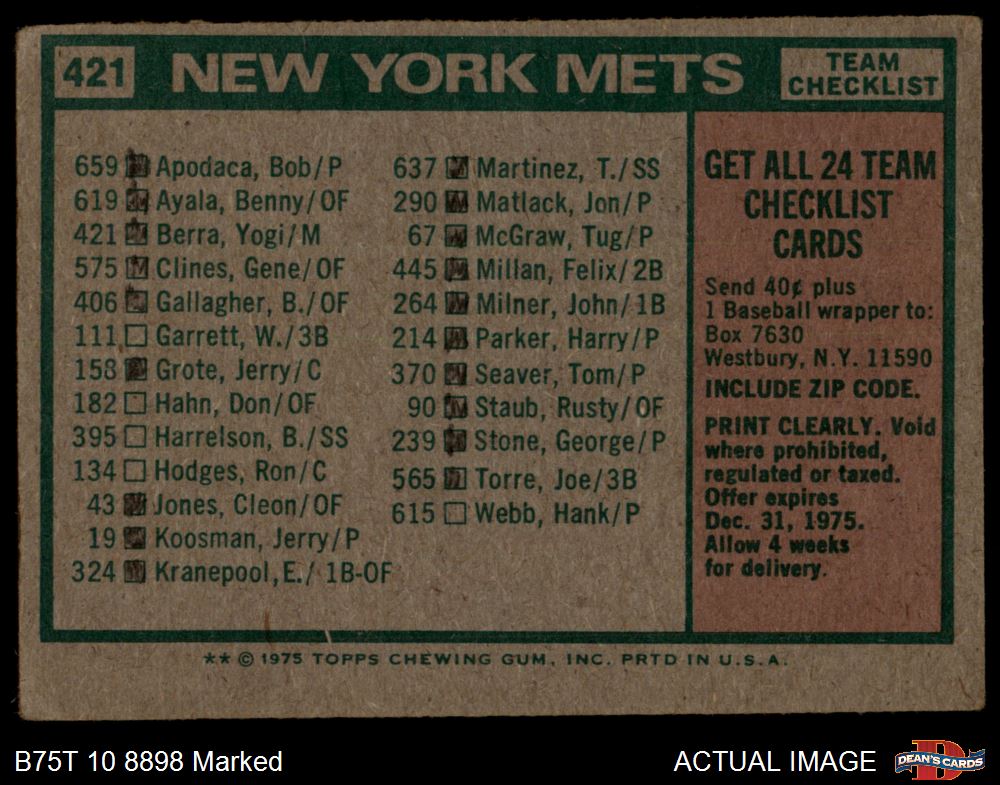 421 NEW YORK METS TEAM CHECKLIST
659 Apodaca, Bob/P
619 Ayala, Benny/OF
421 Berra, Yogi/M
575 Clines, Gene/OF
406 Gallagher, B./OF
111 Garrett, W./3B
158 Grote, Jerry/C
182 Hahn, Don/OF
395 Harrelson, B./SS
134 Hodges, Ron/C
43 Jones, Cleon/OF
19 Koosman, Jerry/P
324 Kranepool, E./ 1B-OF
637 Martinez, T./SS
290 Matlack, Jon/P
67 McGraw, Tug/P
445 Millan, Felix/2B
264 Milner, John/1B
214 Parker, Harry/P
370 Seaver, Tom/P
90 Staub, Rusty/OF
239 Stone, George/P
565 Torre, Joe/3B
615 Webb, Hank/P
GET ALL 24 TEAM
CHECKLIST
CARDS
Send 40¢ plus
1 Baseball wrapper to:
Box 7630
Westbury, N.Y. 11590
INCLUDE ZIP CODE.
PRINT CLEARLY. Void
where prohibited,
regulated or taxed.
Offer expires
Dec. 31, 1975.
Allow 4 weeks
for delivery.
** © 1975 TOPPS CHEWING GUM, INC. PRTD IN U.S.A.
B75T 10 8898 Marked
ACTUAL IMAGE
DEAN'S CARDS